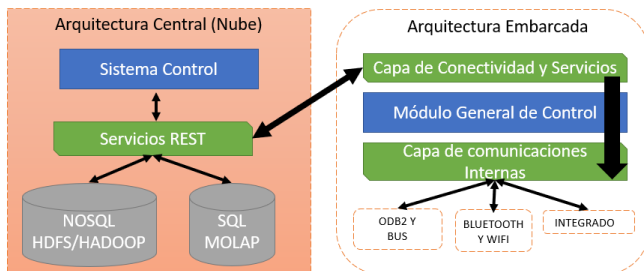 Arquitectura Central (Nube)
Sistema Control
Servicios REST
NOSQL
HDFS/HADOOP
SQL
MOLAP
Arquitectura Embarcada
Capa de Conectividad y Servicios
Módulo General de Control
Capa de comunicaciones
Internas
ODB2 Y
BUS
BLUETOOTH
Y WIFI
INTEGRADO